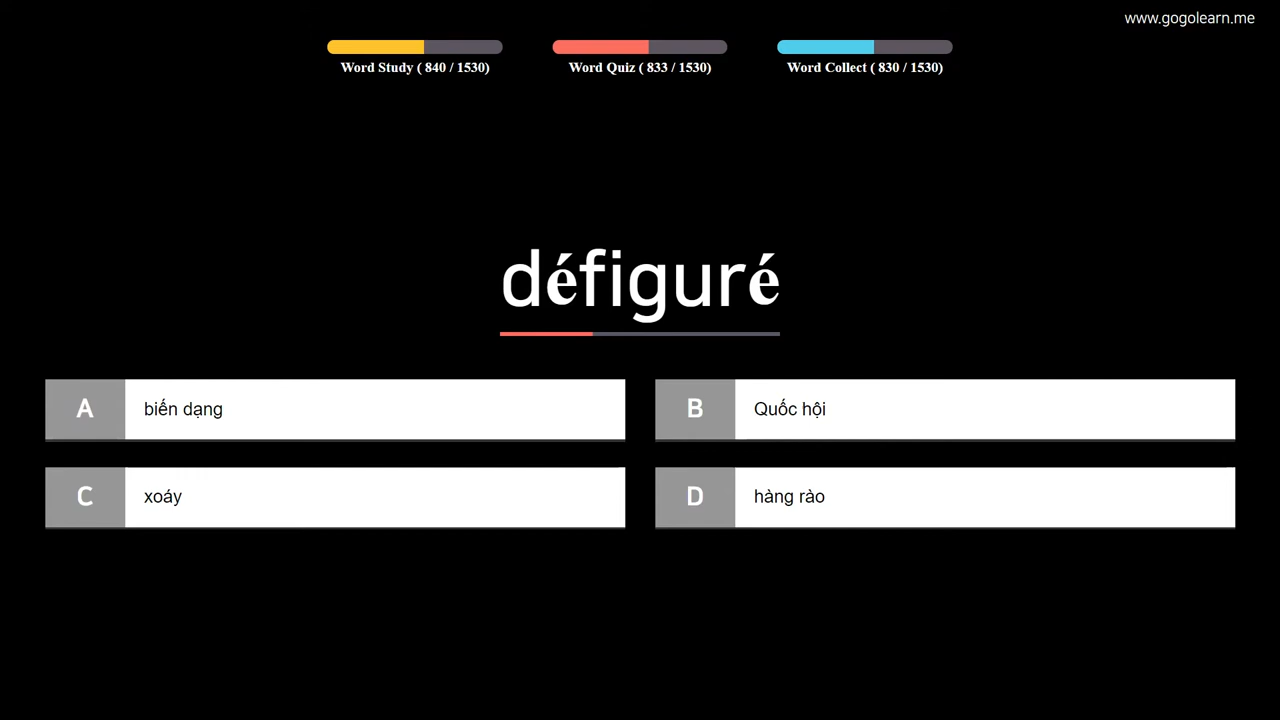 www.gogolearn.me
Word Study ( 840 / 1530)
Word Quiz ( 833 / 1530)
Word Collect ( 830 / 1530)
défiguré
A biến dạng
B Quốc hội
C xoáy
D hàng rào